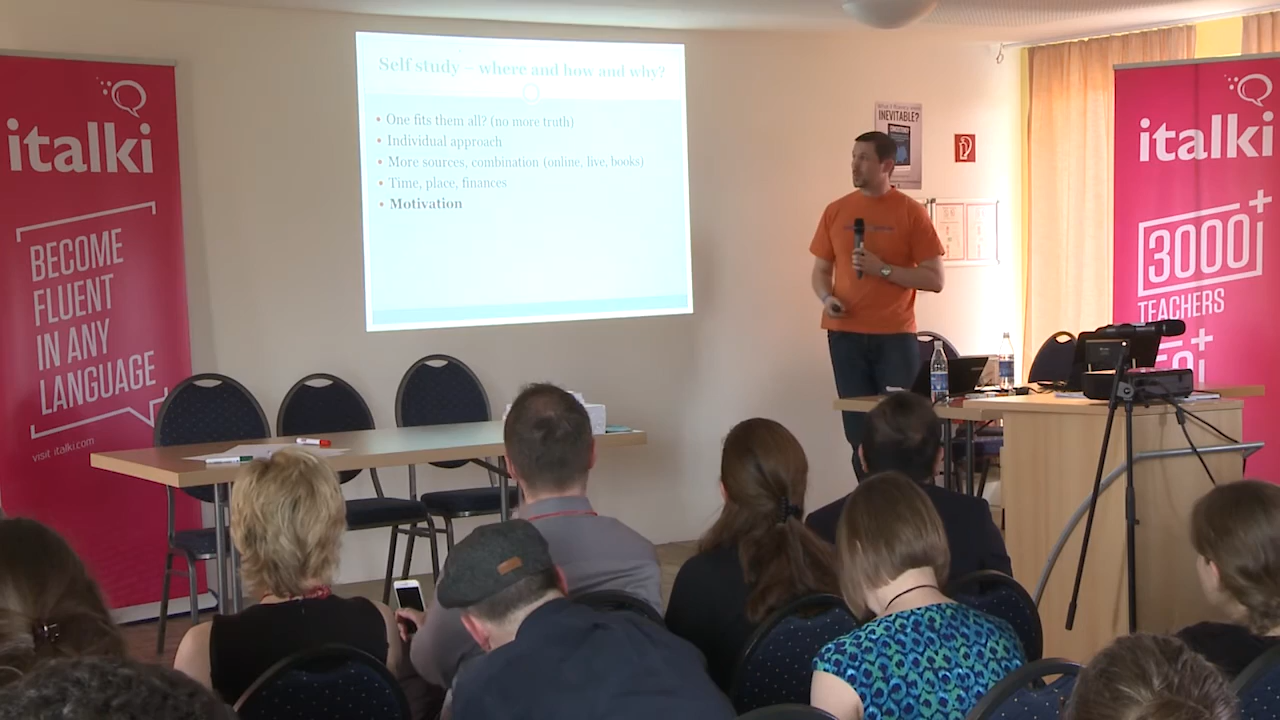 italki
BECOME
FLUENT
IN ANY
LANGUAGE
visit italki.com
Self study – where and how and why?
• One fits them all? (no more truth)
• Individual approach
• More sources, combination (online, live, books)
• Time, place, finances
• Motivation
INEVITABLE?
italki
3000+
TEACHERS